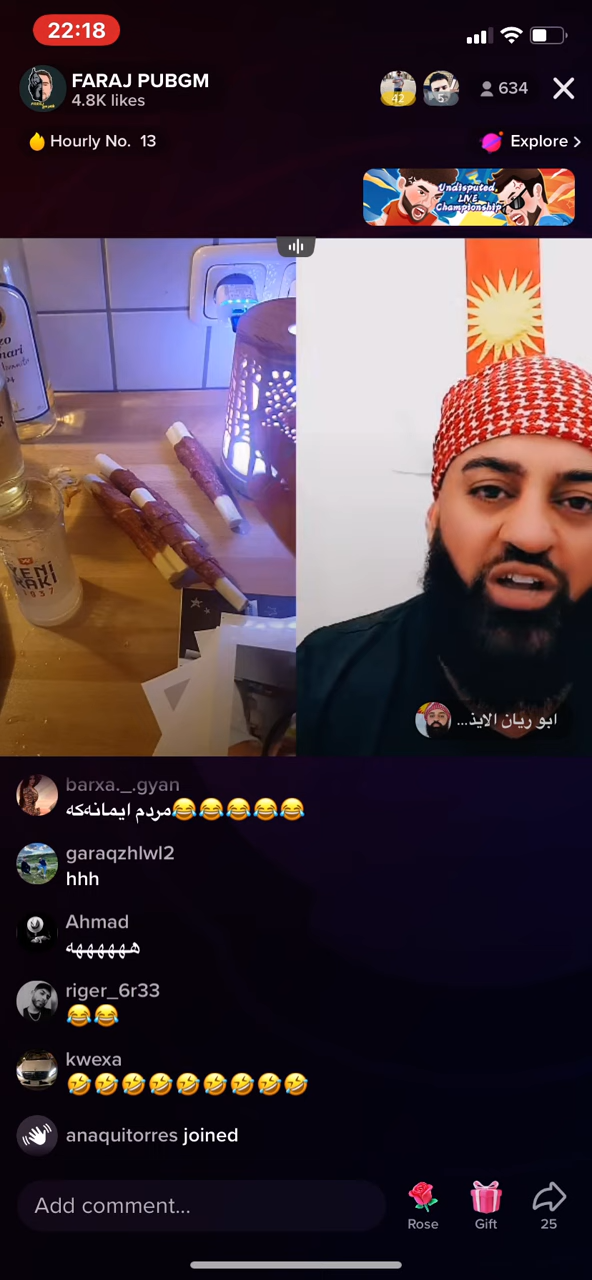 22:18
FARAJ PUBGM
4.8K likes
42
5
634
Hourly No. 13
Explore >
Undisputed
LIVE
Championship
YENİ
RAKI
1937
ابو ريان الايذ...
barxa._.gyan
مردم ایمانەکە😂😂😂😂😂
garaqzhlwl2
hhh
Ahmad
ههههههه
riger_6r33
😂😂
kwexa
🤣🤣🤣🤣🤣🤣🤣🤣🤣
anaquitorres joined
Add comment...
Rose
Gift
25